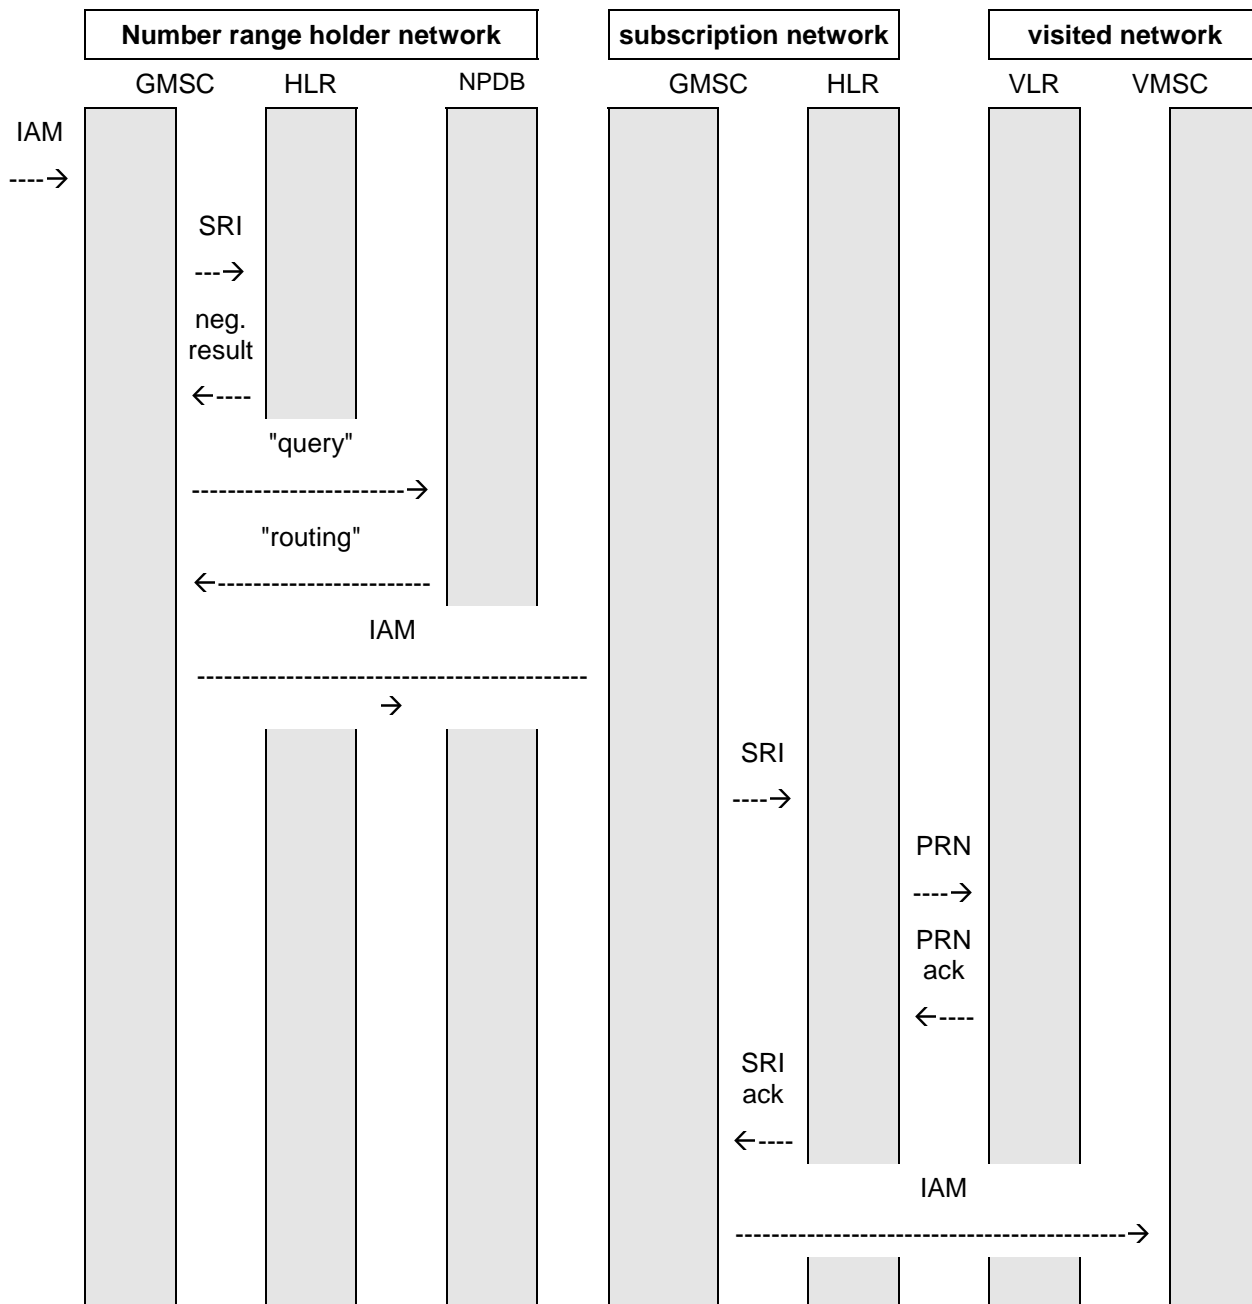 Number range holder network subscription network visited network
GMSC HLR NPDB GMSC HLR VLR VMSC
IAM
----→
SRI
---→
neg.
result
←----
"query"
------------------------→
"routing"
←------------------------
IAM
--------------------------------------------
→
SRI
----→
PRN
----→
PRN
ack
←----
SRI
ack
←----
IAM
--------------------------------------------→